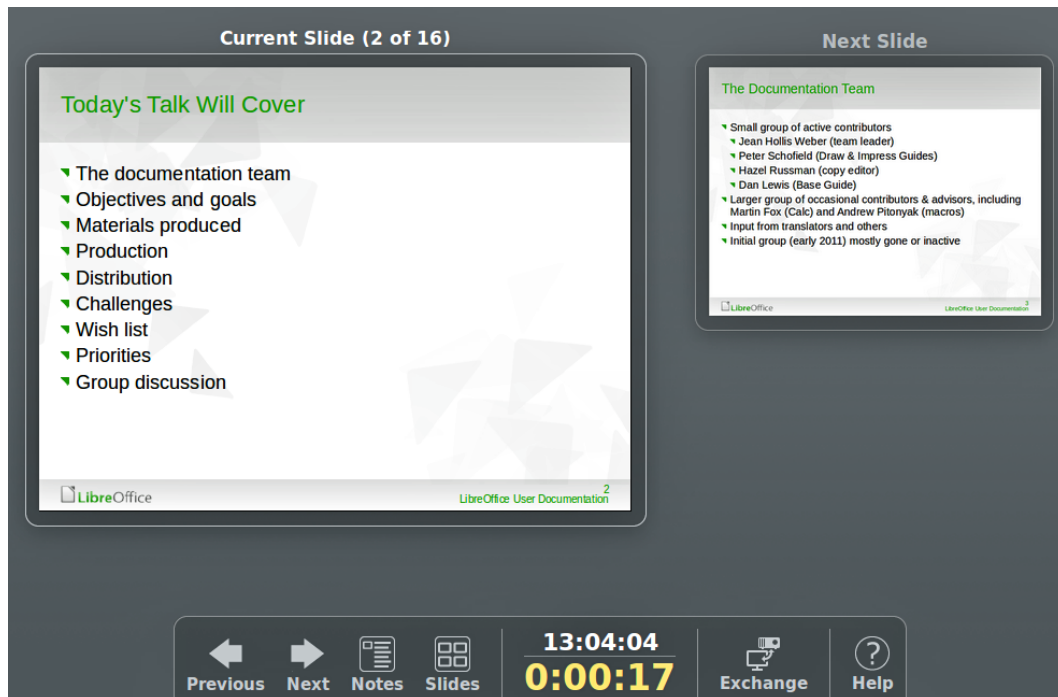 Current Slide (2 of 16)
Today's Talk Will Cover
The documentation team
Objectives and goals
Materials produced
Production
Distribution
Challenges
Wish list
Priorities
Group discussion
LibreOffice
2
LibreOffice User Documentation
Next Slide
The Documentation Team
Small group of active contributors
Jean Hollis Weber (team leader)
Peter Schofield (Draw & Impress Guides)
Hazel Russman (copy editor)
Dan Lewis (Base Guide)
Larger group of occasional contributors & advisors, including
Martin Fox (Calc) and Andrew Pitonyak (macros)
Input from translators and others
Initial group (early 2011) mostly gone or inactive
LibreOffice
3
LibreOffice User Documentation
Previous
Next
Notes
Slides
13:04:04
0:00:17
Exchange
?
Help